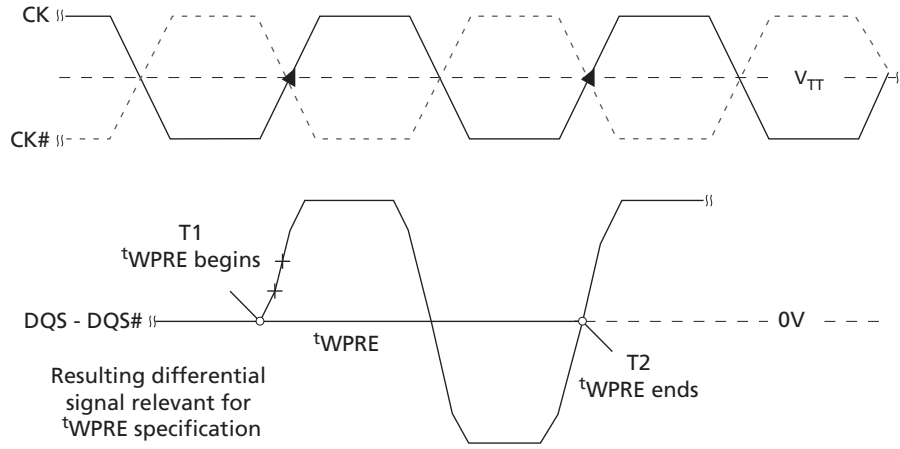 CK
V_TT
CK#
T1
tWPRE begins
DQS - DQS#
0V
tWPRE
T2
tWPRE ends
Resulting differential
signal relevant for
tWPRE specification